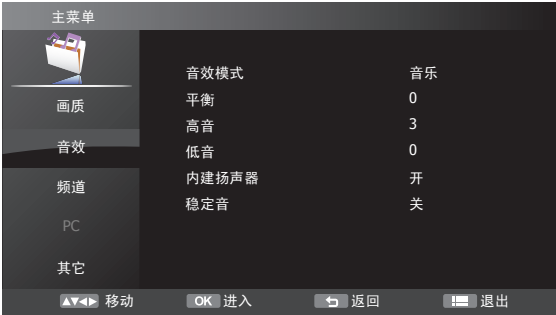 主菜单
画质
音效
频道
PC
其它
音效模式 音乐
平衡 0
高音 3
低音 0
内建扬声器 开
稳定音 关
▲▼◀▶ 移动 OK 进入 返回 退出